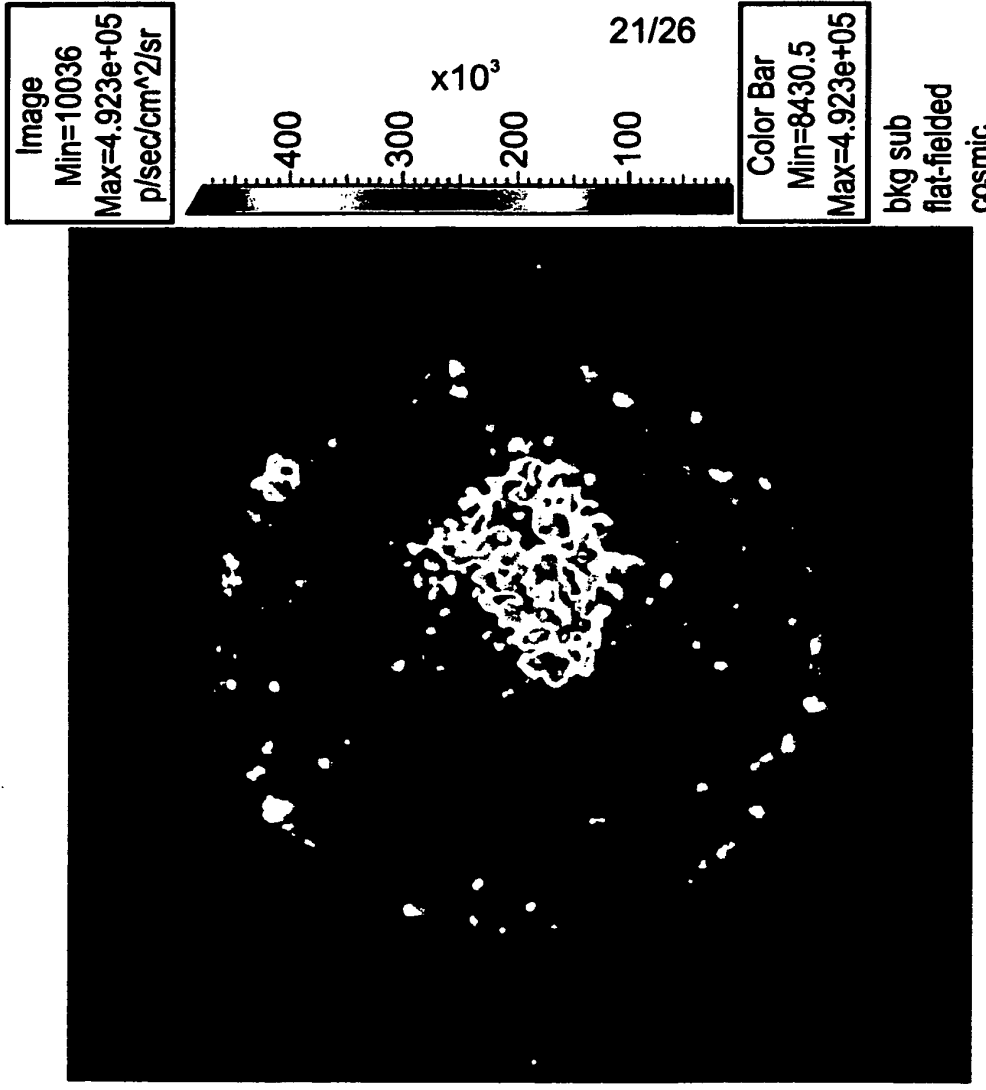 Image
Min=10036
Max=4.923e+05
p/sec/cm^2/sr
21/26
x10³
400
300
200
100
Color Bar
Min=8430.5
Max=4.923e+05
bkg sub
flat-fielded
cosmic